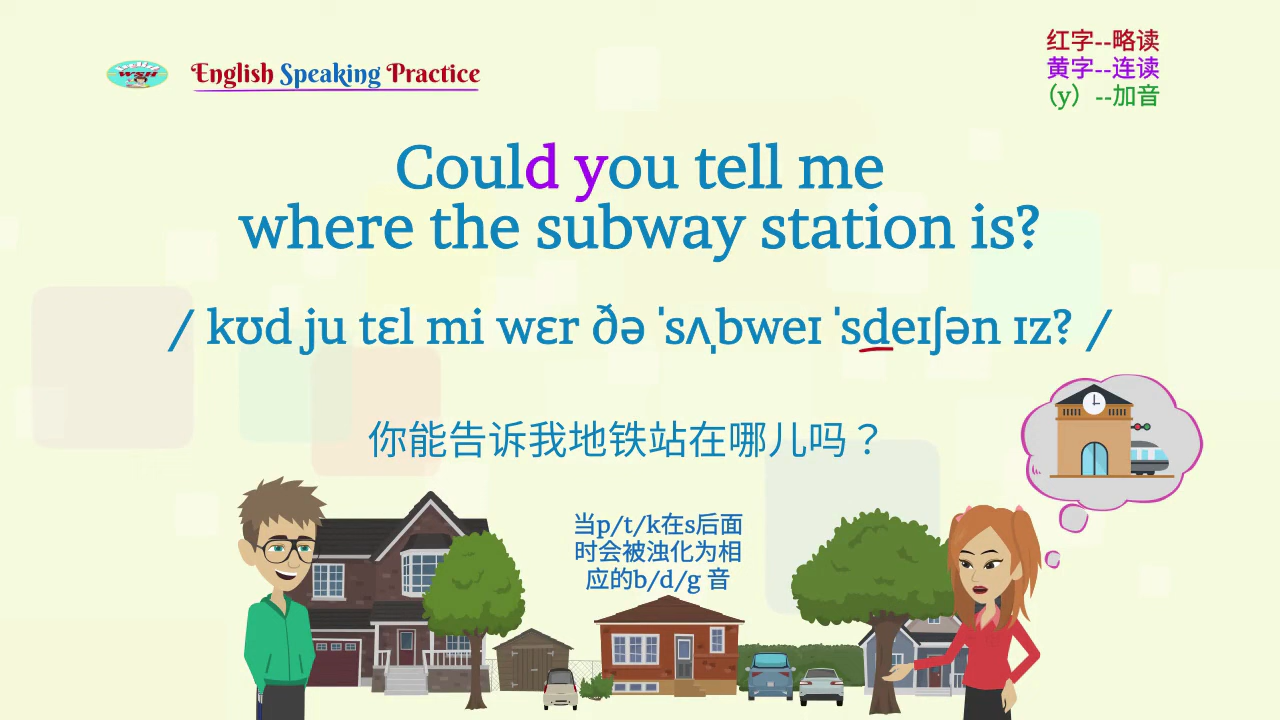 English Speaking Practice
红字--略读
黄字--连读
（y）--加音
Could you tell me
where the subway station is?
/ kʊd ju tɛl mi wɛr ðə ˈsʌˌbweɪ ˈsdeɪʃən ɪz? /
你能告诉我地铁站在哪儿吗？
当p/t/k在s后面
时会被浊化为相
应的b/d/g 音